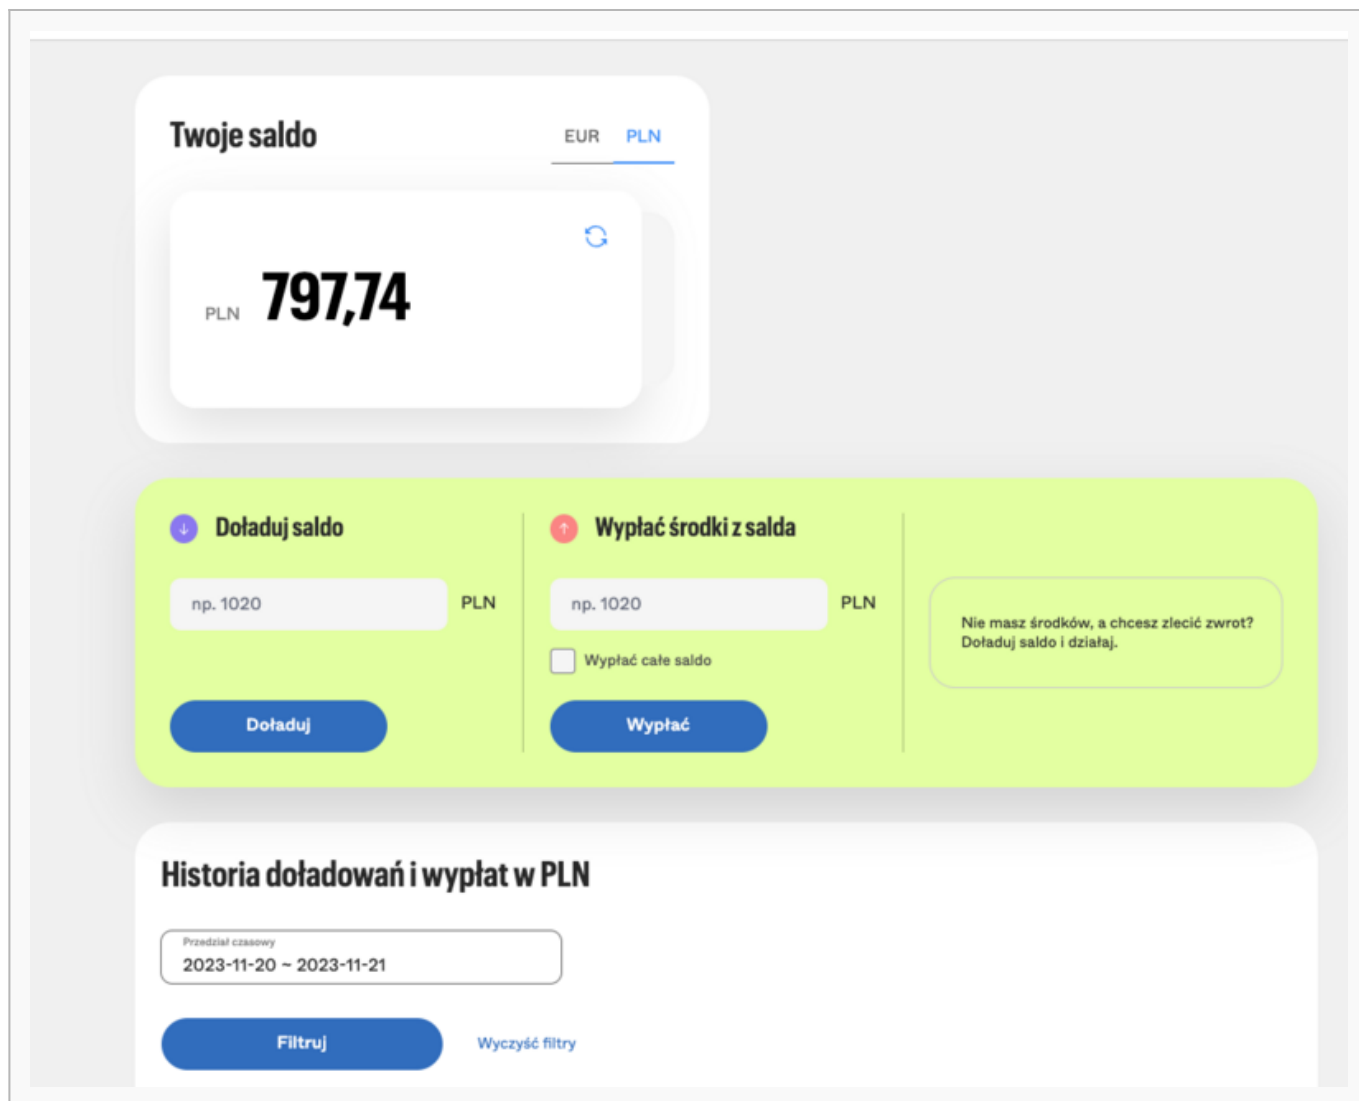 Twoje saldo
EUR PLN
PLN 797,74
Doładuj saldo
np. 1020 PLN
Doładuj
Wypłać środki z salda
np. 1020 PLN
Wypłać całe saldo
Wypłać
Nie masz środków, a chcesz zlecić zwrot?
Doładuj saldo i działaj.
Historia doładowań i wypłat w PLN
Przedział czasowy
2023-11-20 ~ 2023-11-21
Filtruj Wyczyść filtry